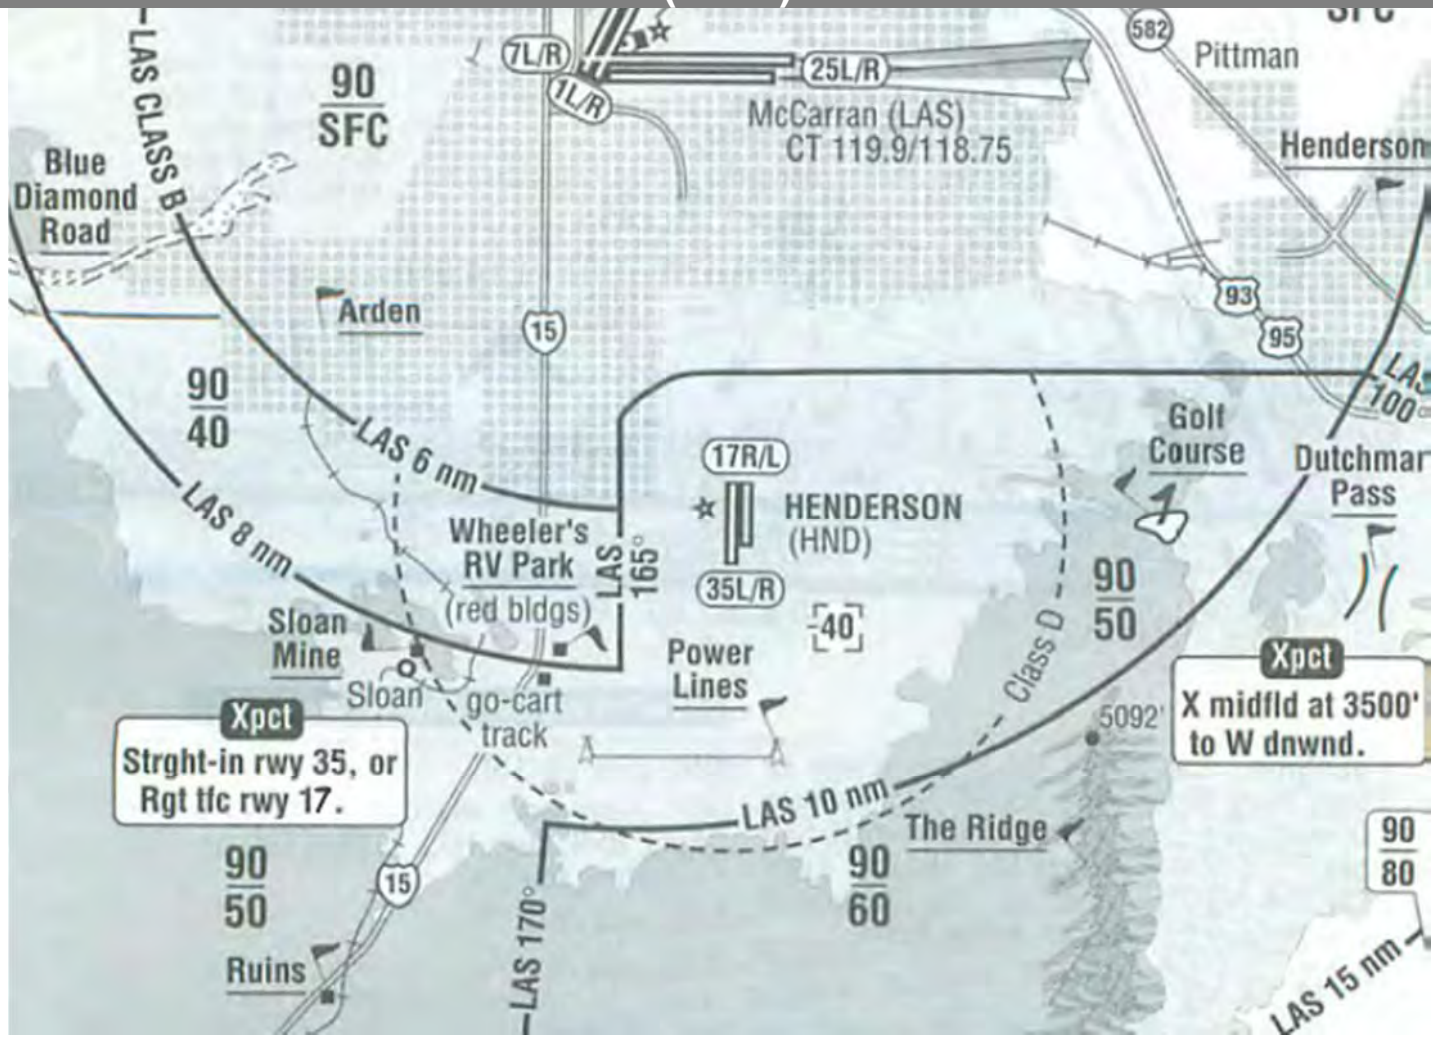 LAS CLASS B
90
SFC
7L/R
1L/R
25L/R
McCarran (LAS)
CT 119.9/118.75
582
Pittman
SFC
Henderson
Blue
Diamond
Road
Arden
15
93
95
90
40
LAS 6 nm
LAS 8 nm
LAS
100°
Golf
Course
Dutchman
Pass
17R/L
HENDERSON
(HND)
35L/R
Wheeler's
RV Park
(red bldgs)
LAS
165°
-40
90
50
Class D
Sloan
Mine
Sloan
go-cart
track
Power
Lines
Xpct
Strght-in rwy 35, or
Rgt tfc rwy 17.
Xpct
X midfld at 3500'
to W dnwnd.
5092'
LAS 10 nm
The Ridge
90
50
15
90
60
90
80
Ruins
LAS 170°
LAS 15 nm